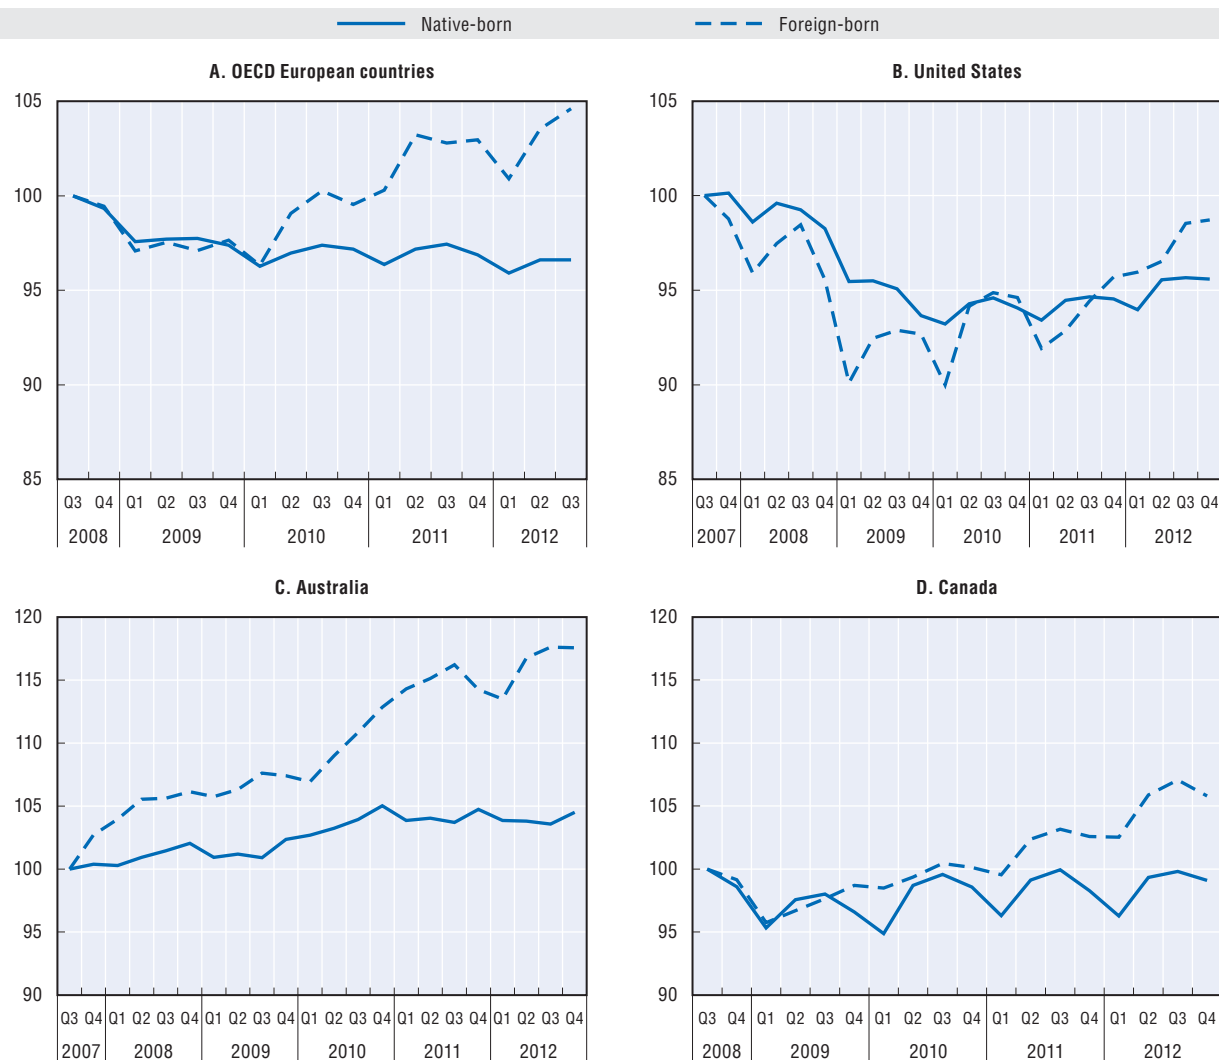 Native-born Foreign-born
A. OECD European countries
105
100
95
90
85
Q3 Q4 Q1 Q2 Q3 Q4 Q1 Q2 Q3 Q4 Q1 Q2 Q3 Q4 Q1 Q2 Q3
2008 2009 2010 2011 2012
B. United States
105
100
95
90
85
Q3 Q4 Q1 Q2 Q3 Q4 Q1 Q2 Q3 Q4 Q1 Q2 Q3 Q4 Q1 Q2 Q3 Q4 Q1 Q2 Q3 Q4
2007 2008 2009 2010 2011 2012
C. Australia
120
115
110
105
100
95
90
Q3 Q4 Q1 Q2 Q3 Q4 Q1 Q2 Q3 Q4 Q1 Q2 Q3 Q4 Q1 Q2 Q3 Q4 Q1 Q2 Q3 Q4
2007 2008 2009 2010 2011 2012
D. Canada
120
115
110
105
100
95
90
Q3 Q4 Q1 Q2 Q3 Q4 Q1 Q2 Q3 Q4 Q1 Q2 Q3 Q4 Q1 Q2 Q3 Q4
2008 2009 2010 2011 2012